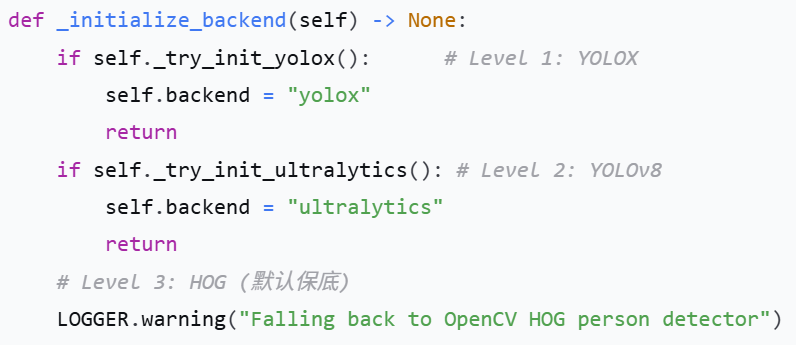 def _initialize_backend(self) -> None:
    if self._try_init_yolox():      # Level 1: YOLOX
        self.backend = "yolox"
        return
    if self._try_init_ultralytics(): # Level 2: YOLOv8
        self.backend = "ultralytics"
        return
    # Level 3: HOG (默认保底)
    LOGGER.warning("Falling back to OpenCV HOG person detector")